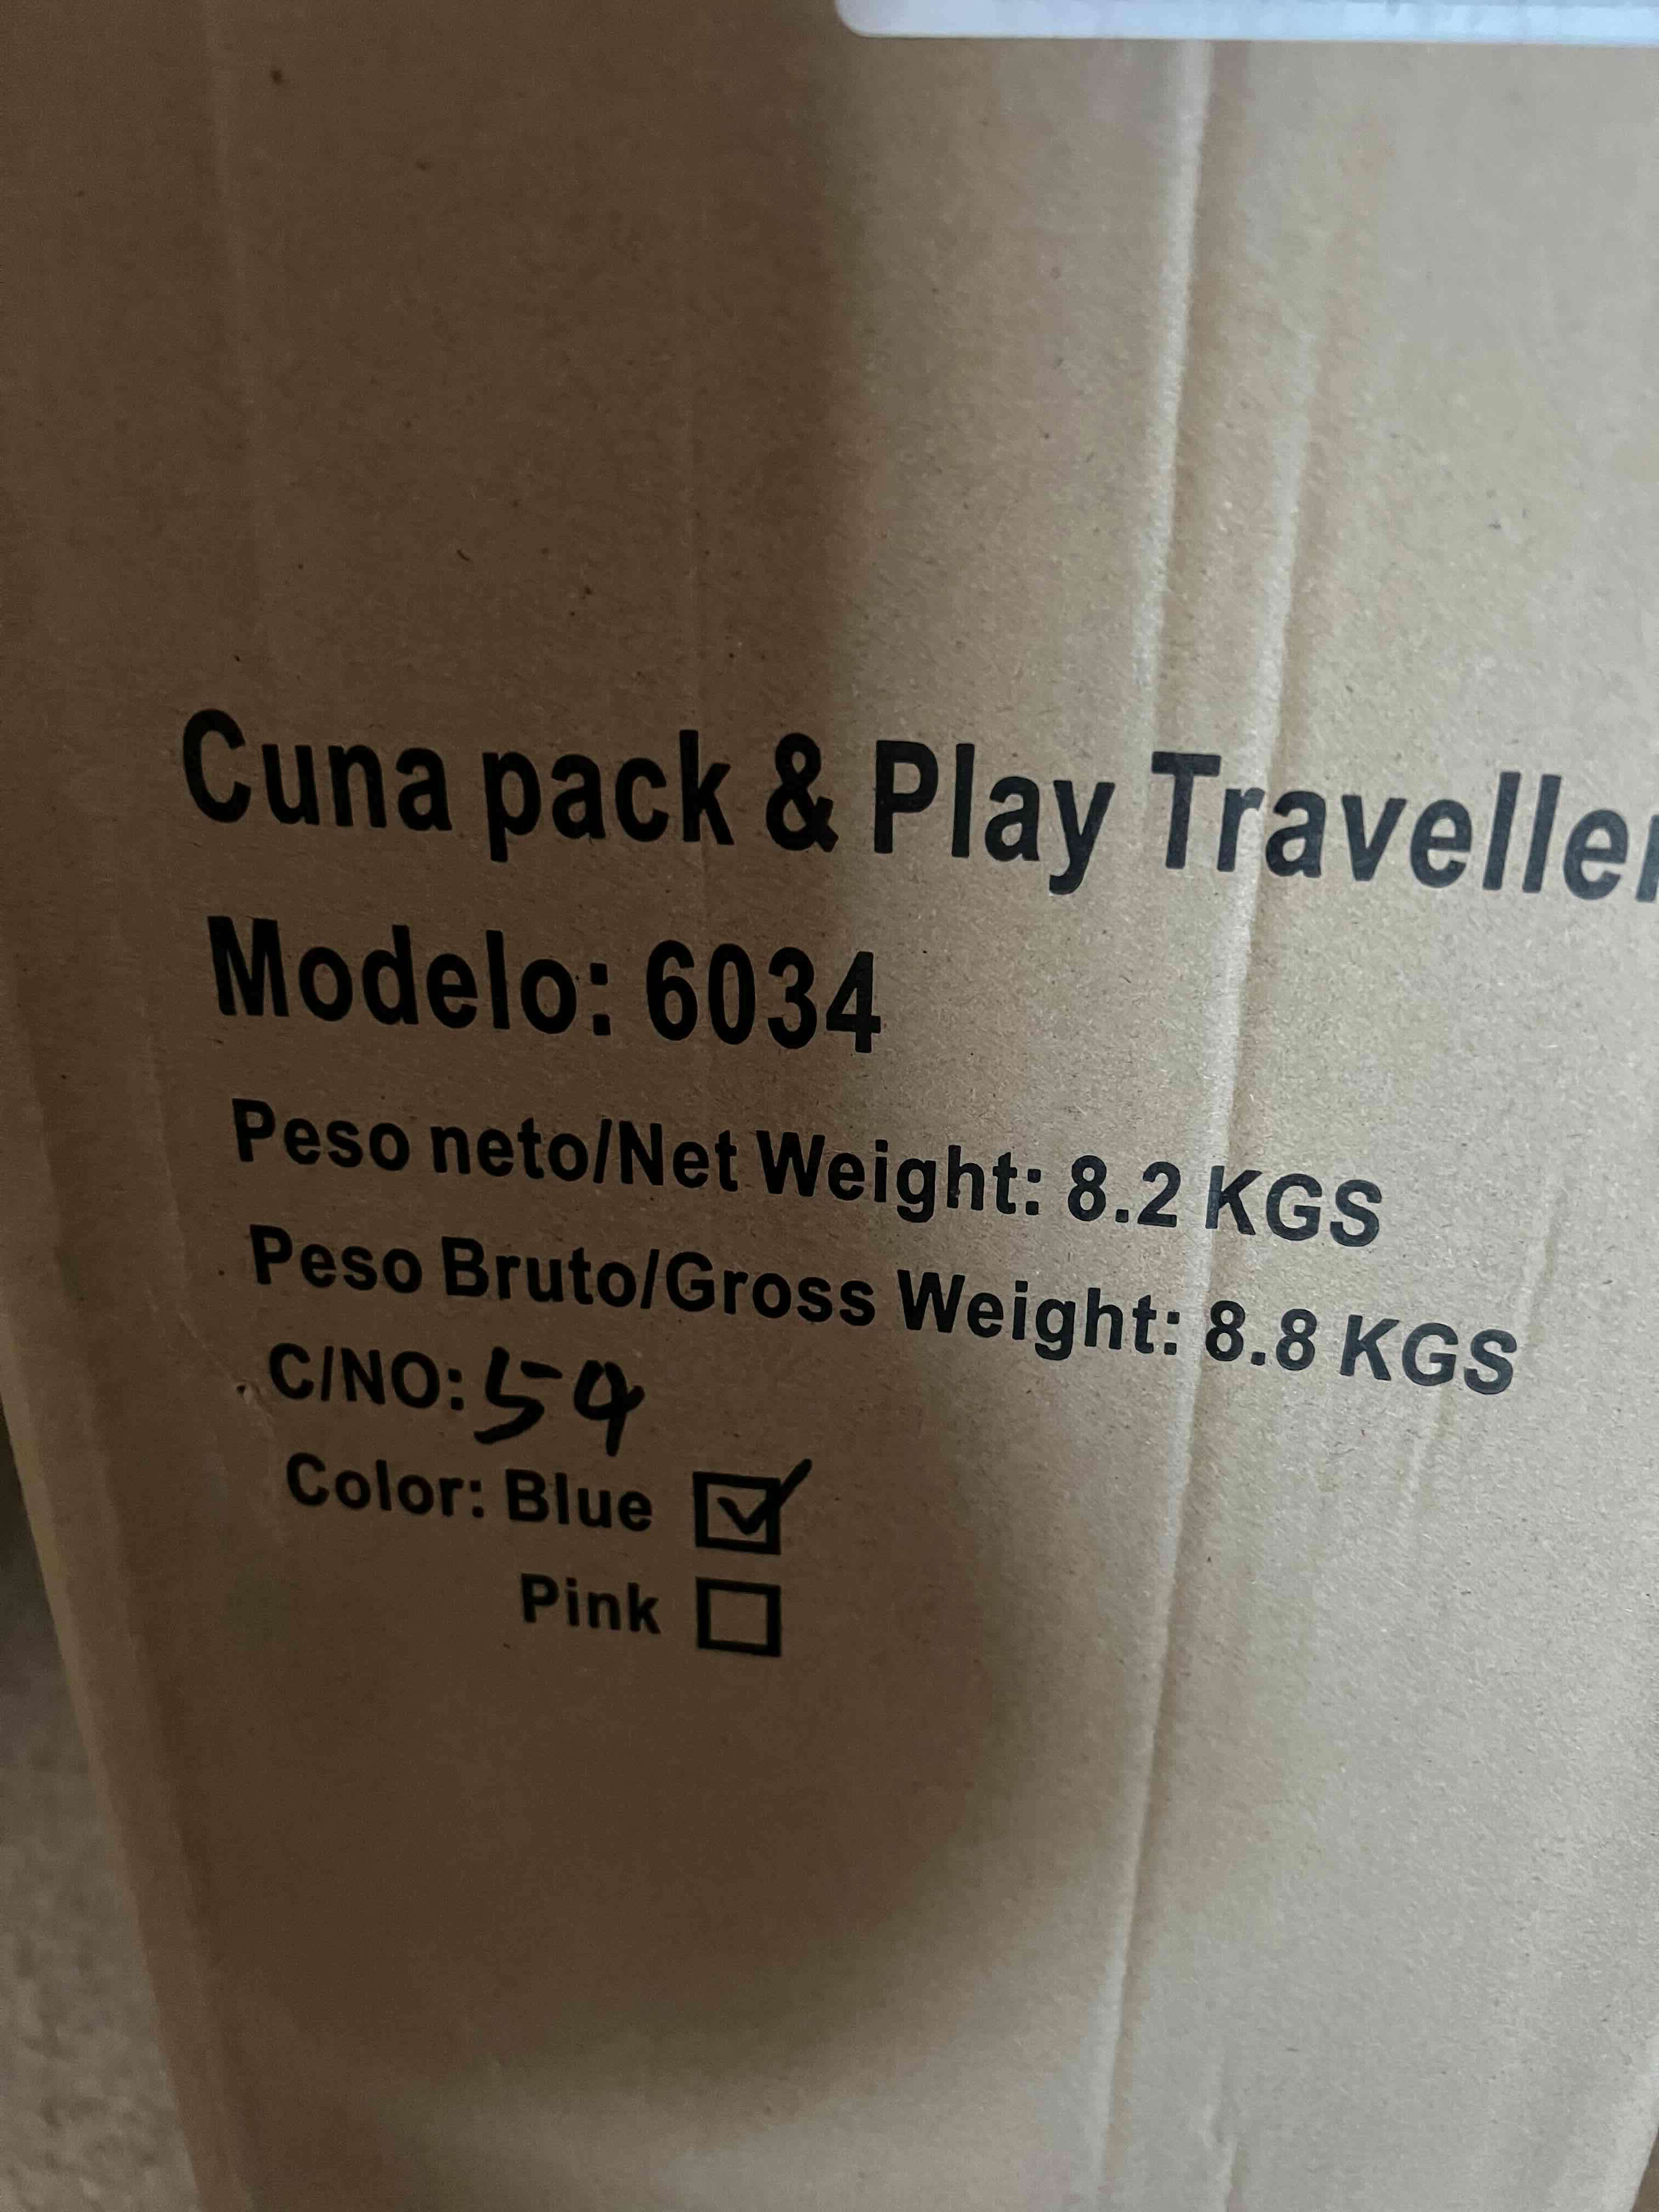 Cuna pack & Play Traveller
Modelo: 6034
Peso neto/Net Weight: 8.2 KGS
Peso Bruto/Gross Weight: 8.8 KGS
C/NO: 54
Color: Blue ☑
Pink ☐